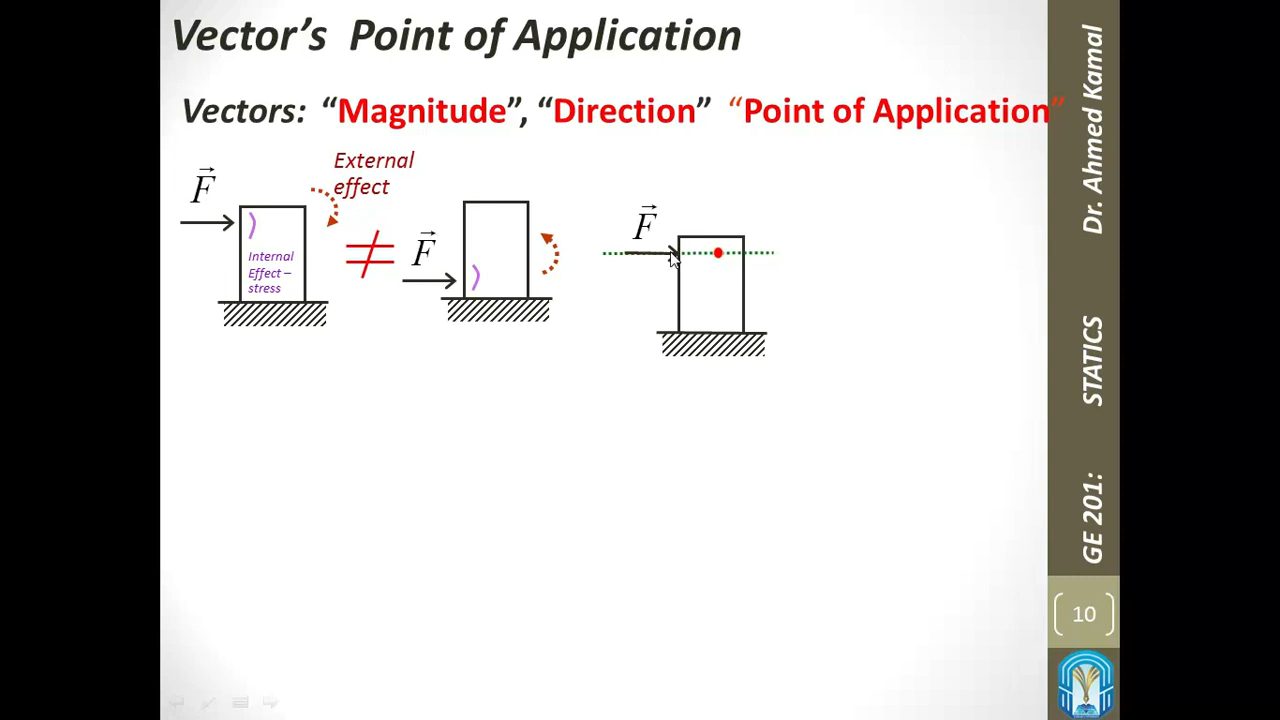 Vector's Point of Application
Vectors: “Magnitude”, “Direction” “Point of Application”
External
effect
F
Internal
Effect –
stress
≠
F
F
Dr. Ahmed Kamal
STATICS
GE 201:
10